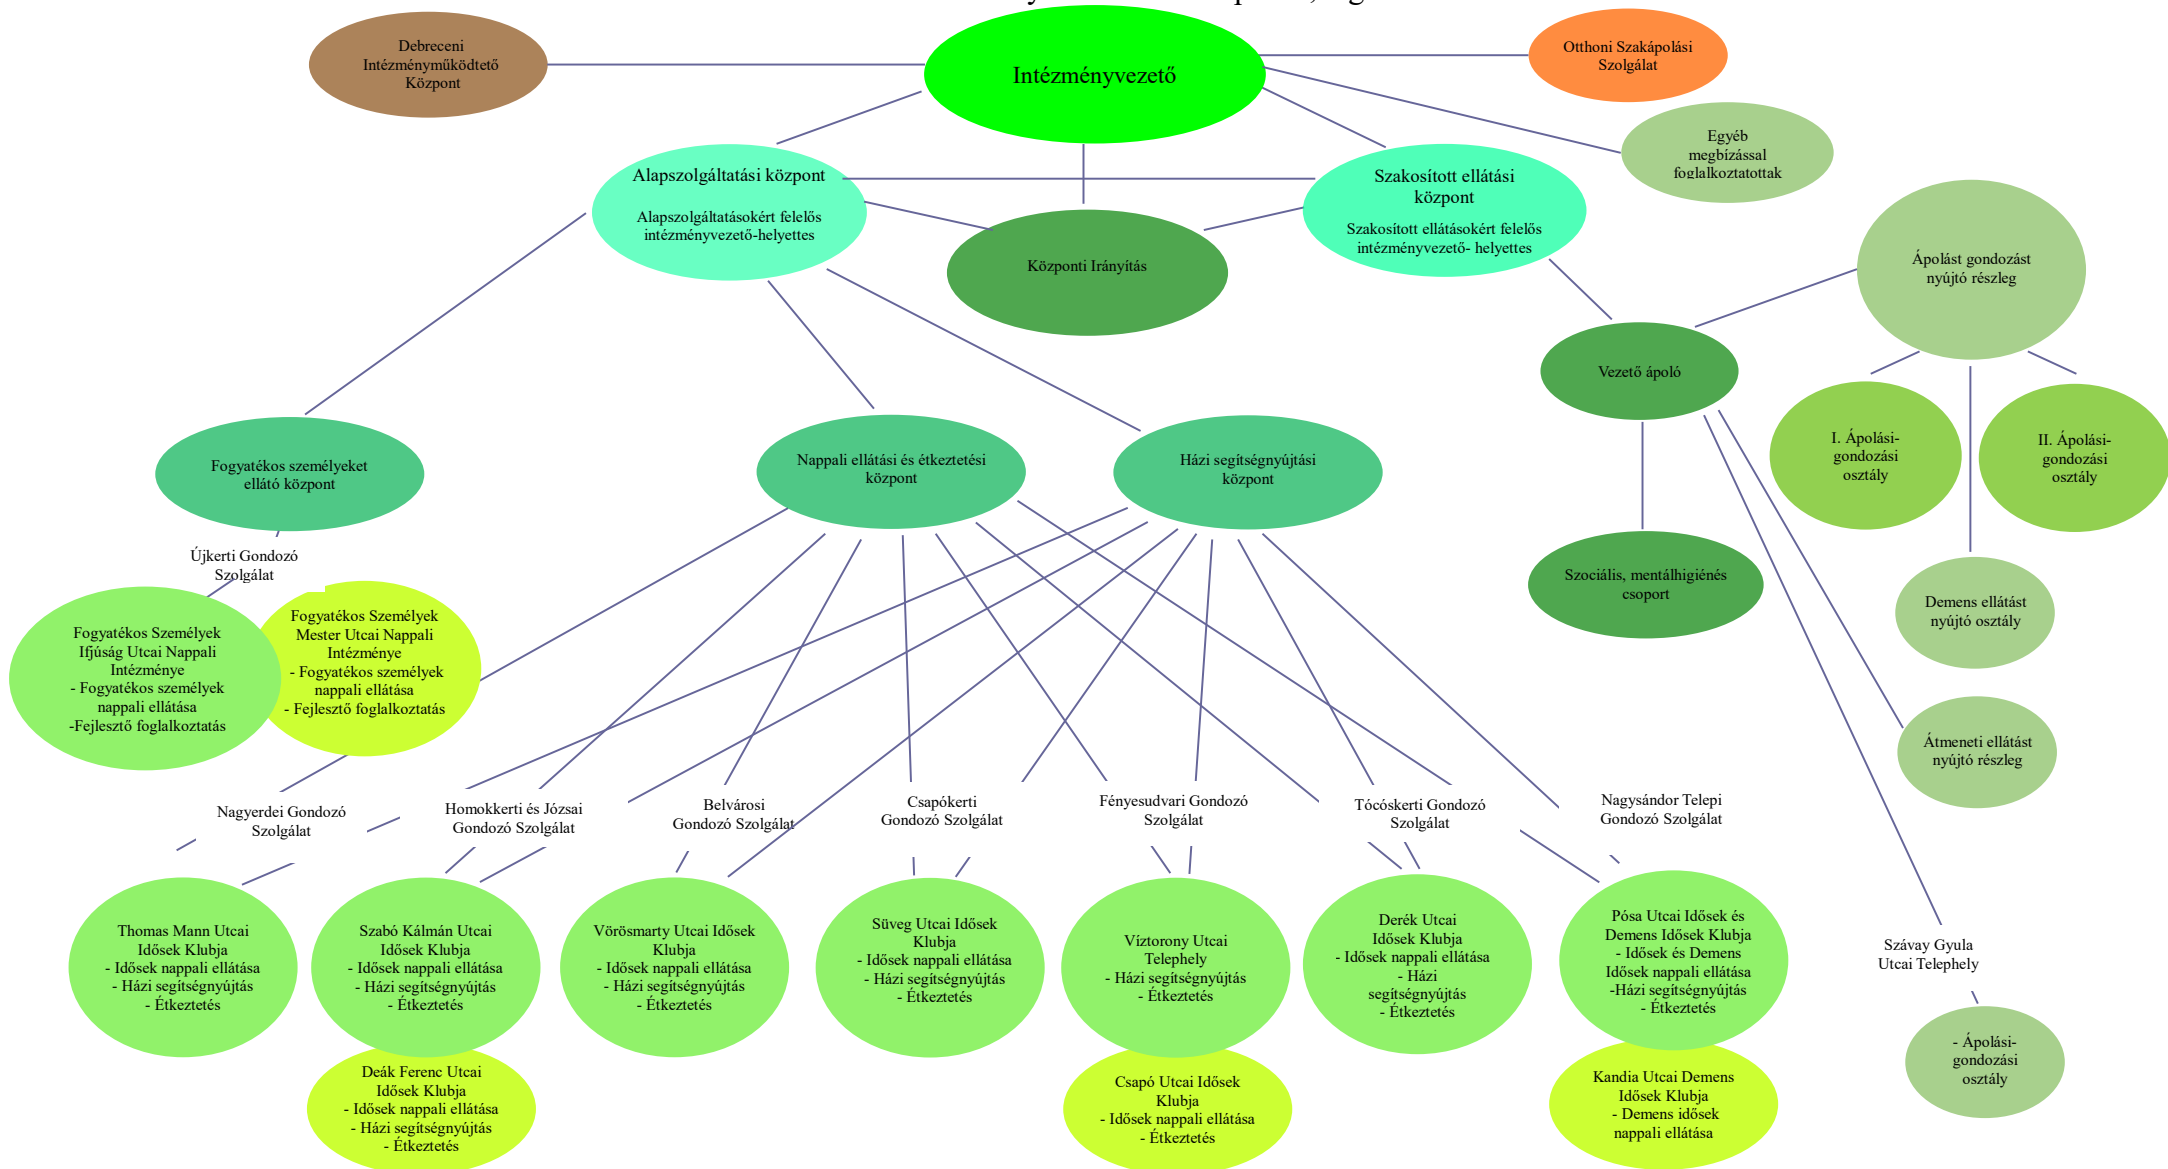 Debreceni
Intézményműködtető
Központ
Intézményvezető
Otthoni Szakápolási
Szolgálat
Egyéb
megbízással
foglalkoztatottak
Alapszolgáltatási központ
Alapszolgáltatásokért felelős
intézményvezető-helyettes
Szakosított ellátási
központ
Szakosított ellátásokért felelős
intézményvezető- helyettes
Központi Irányítás
Ápolást gondozást
nyújtó részleg
Vezető ápoló
I. Ápolási-
gondozási
osztály
II. Ápolási-
gondozási
osztály
Fogyatékos személyeket
ellátó központ
Nappali ellátási és étkeztetési
központ
Házi segítségnyújtási
központ
Újkerti Gondozó
Szolgálat
Szociális, mentálhigiénés
csoport
Demens ellátást
nyújtó osztály
Fogyatékos Személyek
Ifjúság Utcai Nappali
Intézménye
- Fogyatékos személyek
nappali ellátása
-Fejlesztő foglalkoztatás
Fogyatékos Személyek
Mester Utcai Nappali
Intézménye
- Fogyatékos személyek
nappali ellátása
- Fejlesztő foglalkoztatás
Átmeneti ellátást
nyújtó részleg
Nagyerdei Gondozó
Szolgálat
Homokkerti és Józsai
Gondozó Szolgálat
Belvárosi
Gondozó Szolgálat
Csapókerti
Gondozó Szolgálat
Fényesudvari Gondozó
Szolgálat
Tócóskerti Gondozó
Szolgálat
Nagysándor Telepi
Gondozó Szolgálat
Thomas Mann Utcai
Idősek Klubja
- Idősek nappali ellátása
- Házi segítségnyújtás
- Étkeztetés
Szabó Kálmán Utcai
Idősek Klubja
- Idősek nappali ellátása
- Házi segítségnyújtás
- Étkeztetés
Vörösmarty Utcai Idősek
Klubja
- Idősek nappali ellátása
- Házi segítségnyújtás
- Étkeztetés
Süveg Utcai Idősek
Klubja
- Idősek nappali ellátása
- Házi segítségnyújtás
- Étkeztetés
Víztorony Utcai
Telephely
- Házi segítségnyújtás
- Étkeztetés
Derék Utcai
Idősek Klubja
- Idősek nappali ellátása
- Házi
segítségnyújtás
- Étkeztetés
Pósa Utcai Idősek és
Demens Idősek Klubja
- Idősek és Demens
Idősek nappali ellátása
-Házi segítségnyújtás
- Étkeztetés
Szávay Gyula
Utcai Telephely
- Ápolási-
gondozási
osztály
Deák Ferenc Utcai
Idősek Klubja
- Idősek nappali ellátása
- Házi segítségnyújtás
- Étkeztetés
Csapó Utcai Idősek
Klubja
- Idősek nappali ellátása
- Étkeztetés
Kandia Utcai Demens
Idősek Klubja
- Demens idősek
nappali ellátása